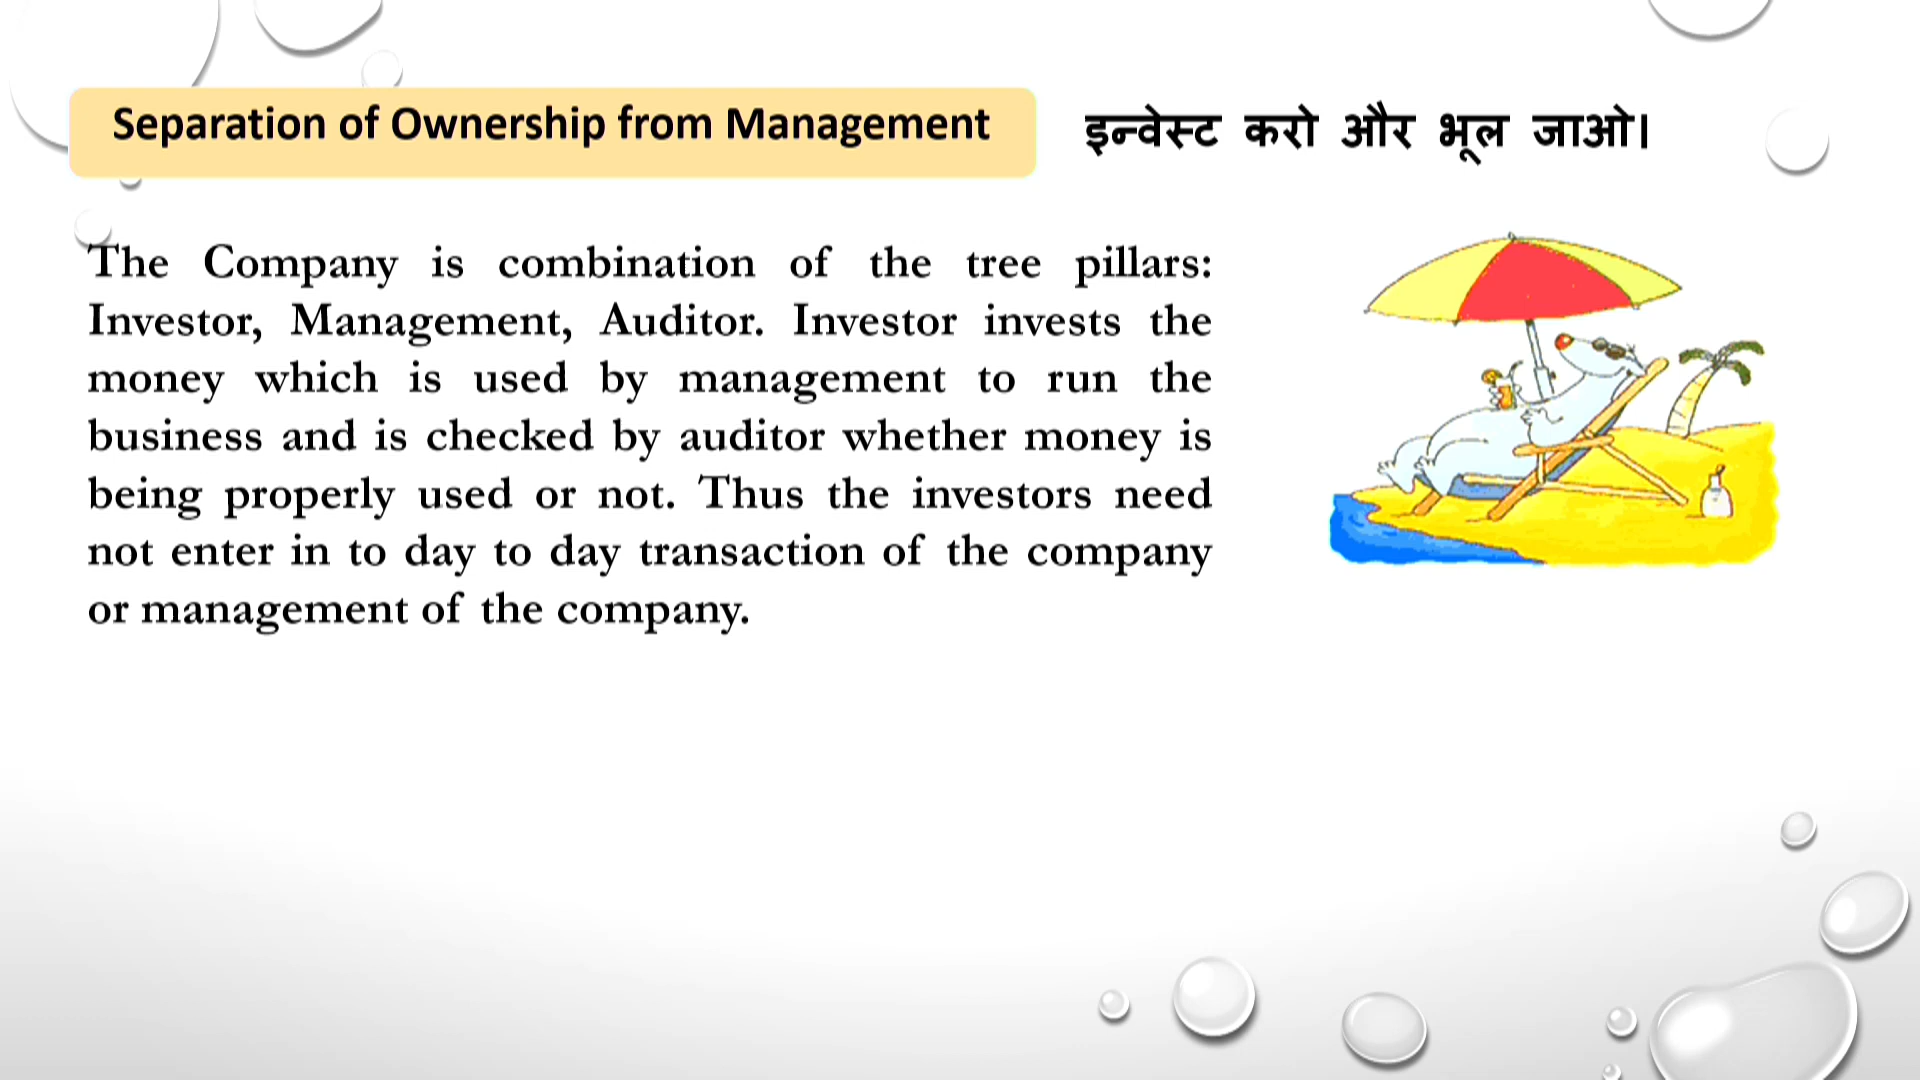 Separation of Ownership from Management
इन्वेस्ट करो और भूल जाओ।
The Company is combination of the tree pillars:
Investor, Management, Auditor. Investor invests the
money which is used by management to run the
business and is checked by auditor whether money is
being properly used or not. Thus the investors need
not enter in to day to day transaction of the company
or management of the company.